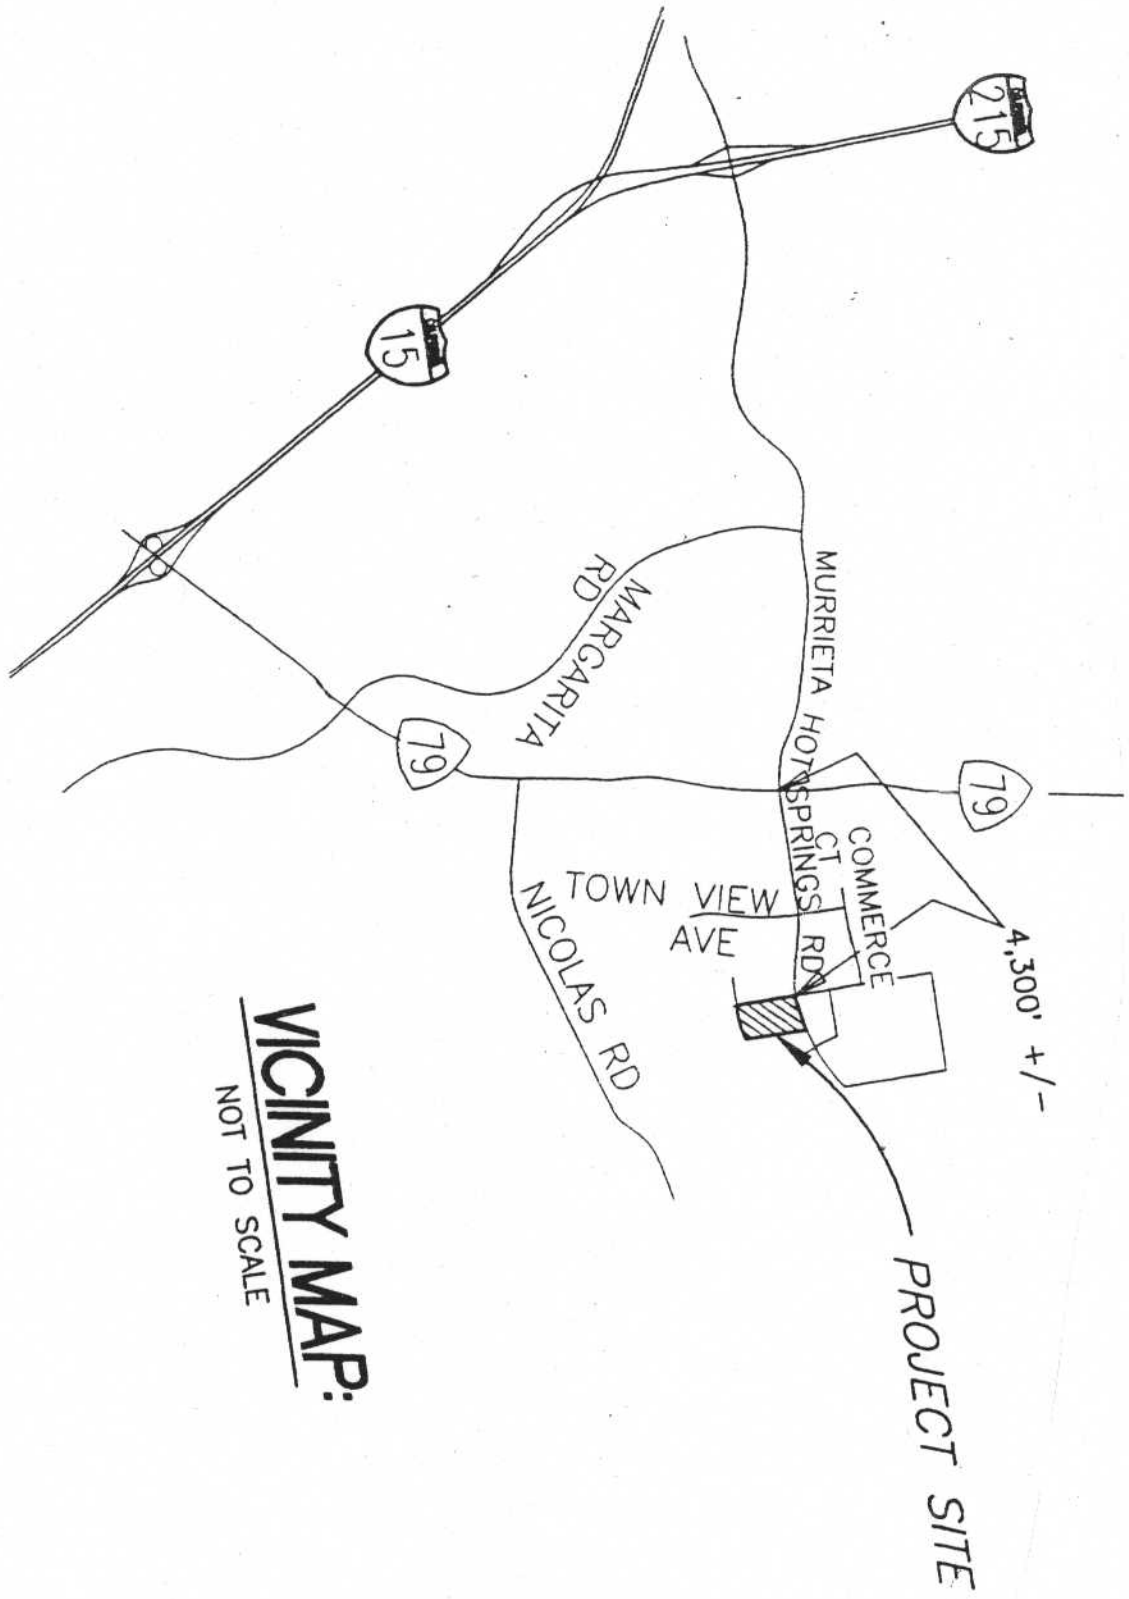 215
15
MURRIETA HOT SPRINGS RD
MARGARITA
RD
79
79
COMMERCE
CT
TOWN VIEW
AVE
4,300' +/-
NICOLAS RD
PROJECT SITE
VICINITY MAP:
NOT TO SCALE